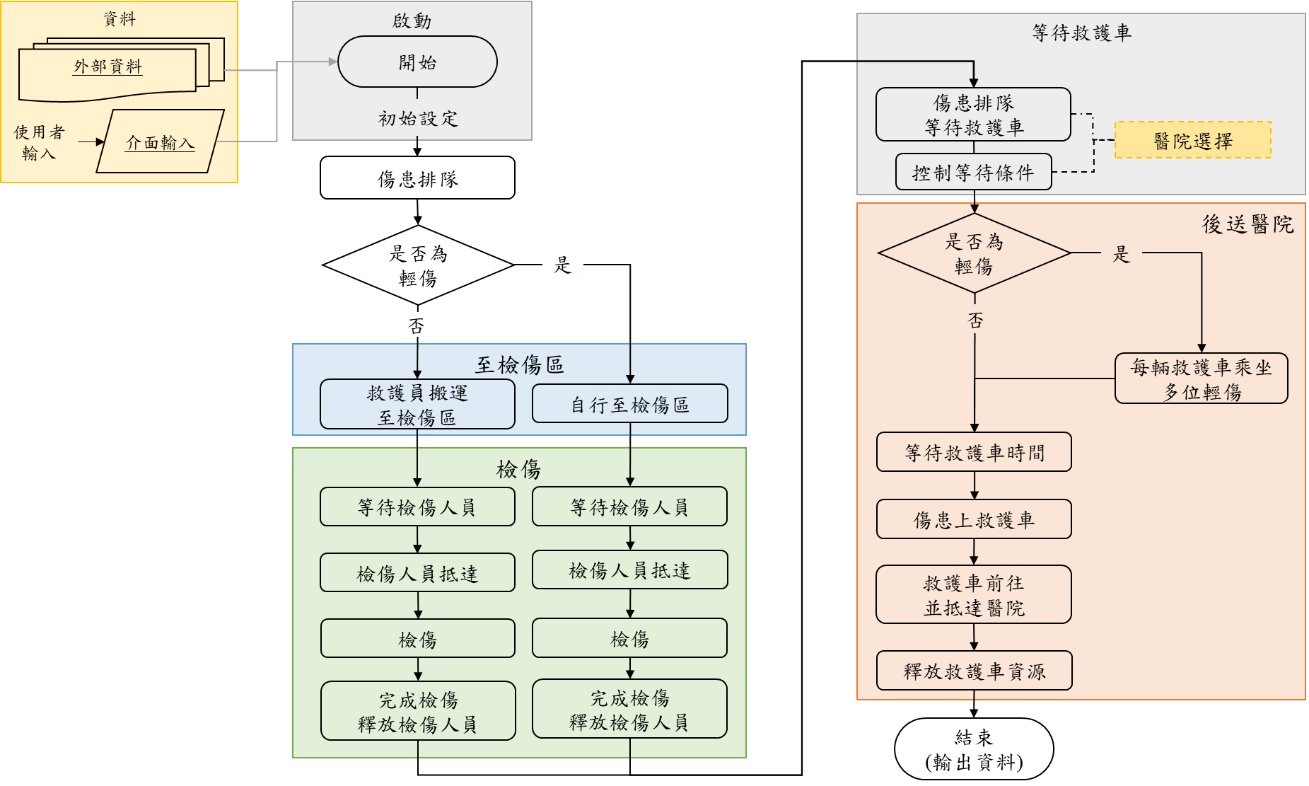 資料
外部資料
使用者
輸入
介面輸入
啟動
開始
初始設定
傷患排隊
是否為
輕傷
是
否
至檢傷區
救護員搬運
至檢傷區
自行至檢傷區
檢傷
等待檢傷人員
等待檢傷人員
檢傷人員抵達
檢傷人員抵達
檢傷
檢傷
完成檢傷
釋放檢傷人員
完成檢傷
釋放檢傷人員
等待救護車
傷患排隊
等待救護車
醫院選擇
控制等待條件
後送醫院
是否為
輕傷
是
否
每輛救護車乘坐
多位輕傷
等待救護車時間
傷患上救護車
救護車前往
並抵達醫院
釋放救護車資源
結束
(輸出資料)